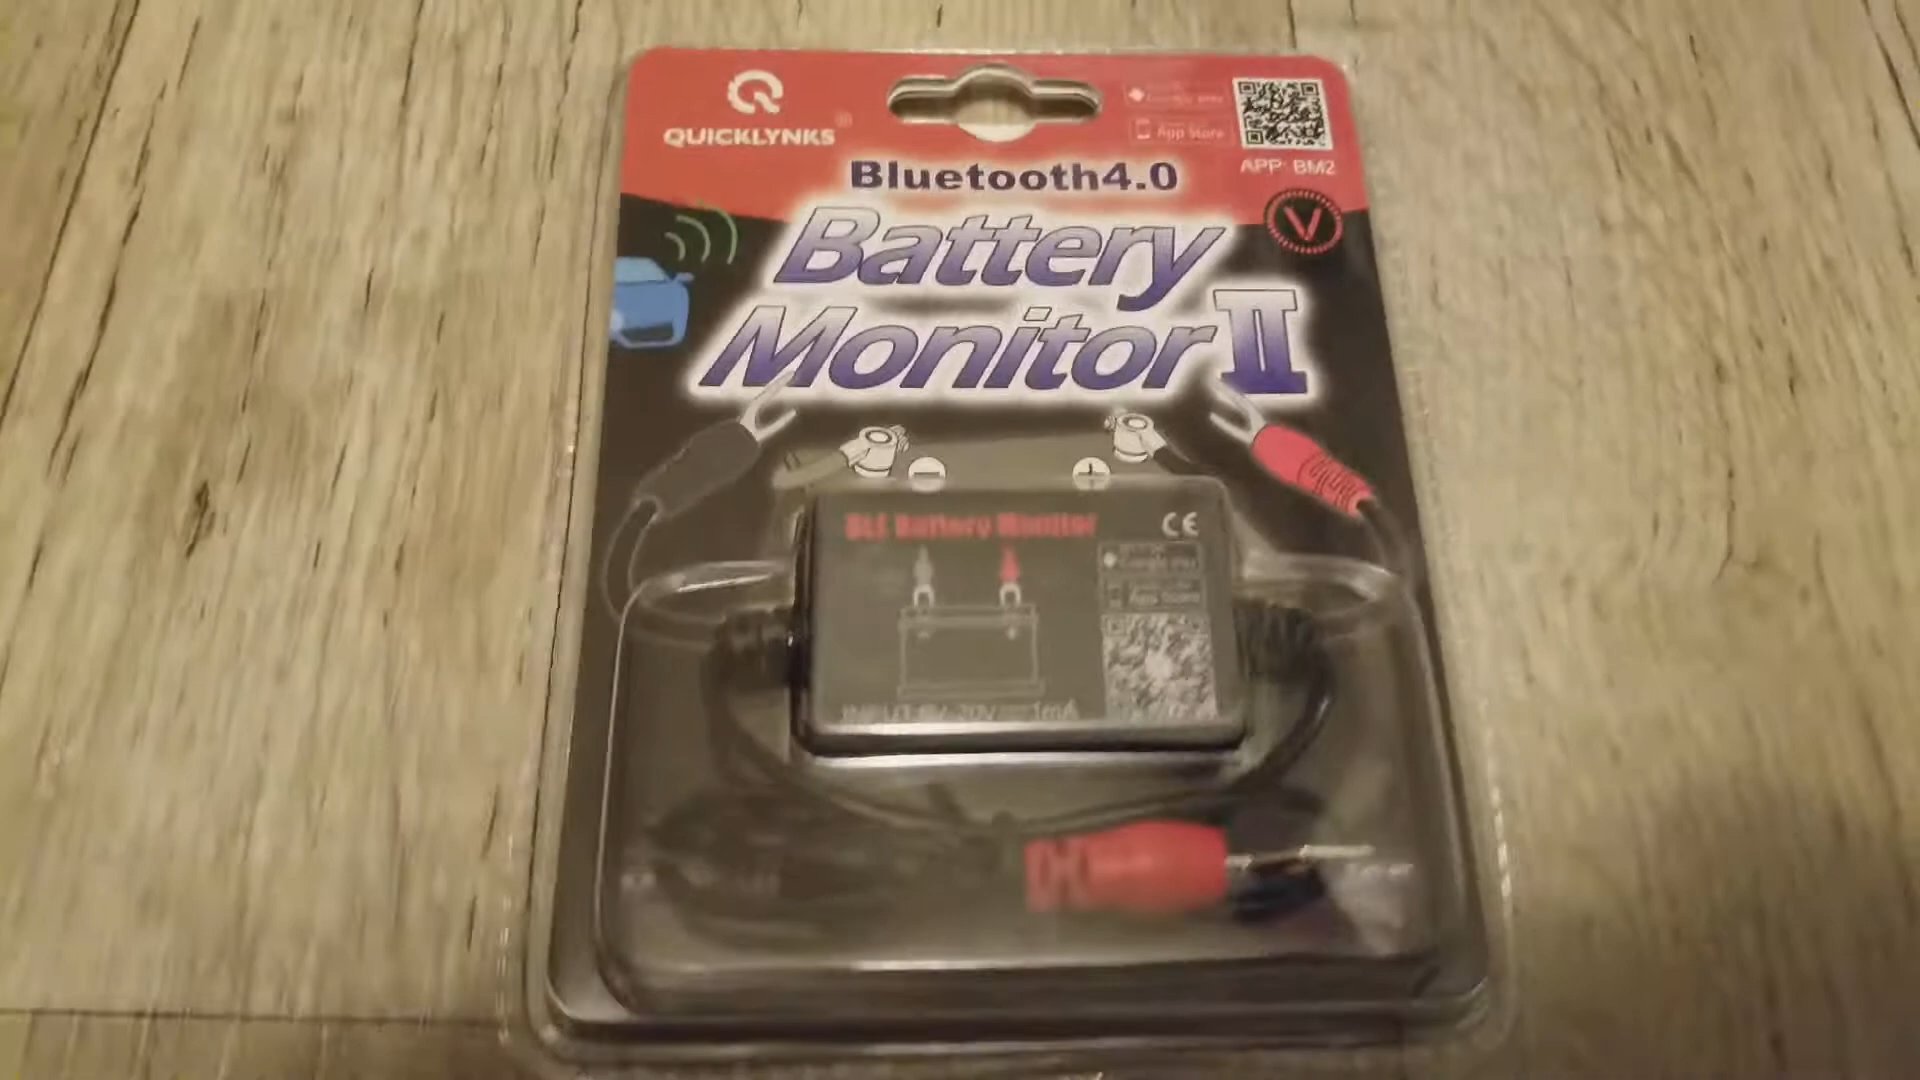 QUICKLYNKS®
App Store
APP: BM2
Bluetooth4.0
Battery
Monitor II
V
−
+
BLE Battery Monitor
CE
App Store